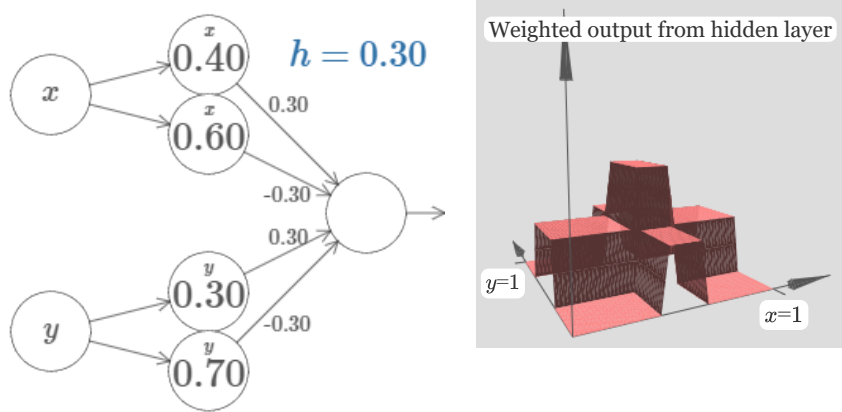 x
x
0.40
x
0.60
h = 0.30
0.30
-0.30
y
y
0.30
y
0.70
0.30
-0.30
Weighted output from hidden layer
y=1
x=1